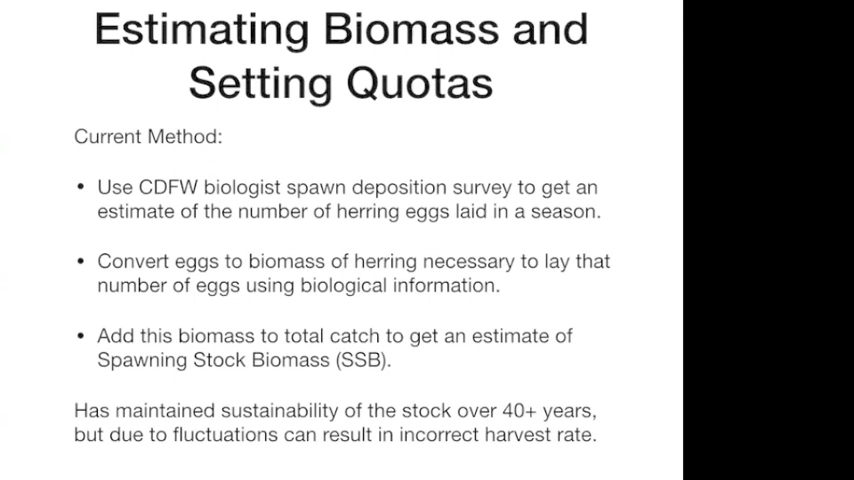 Estimating Biomass and
Setting Quotas
Current Method:
• Use CDFW biologist spawn deposition survey to get an
estimate of the number of herring eggs laid in a season.
• Convert eggs to biomass of herring necessary to lay that
number of eggs using biological information.
• Add this biomass to total catch to get an estimate of
Spawning Stock Biomass (SSB).
Has maintained sustainability of the stock over 40+ years,
but due to fluctuations can result in incorrect harvest rate.